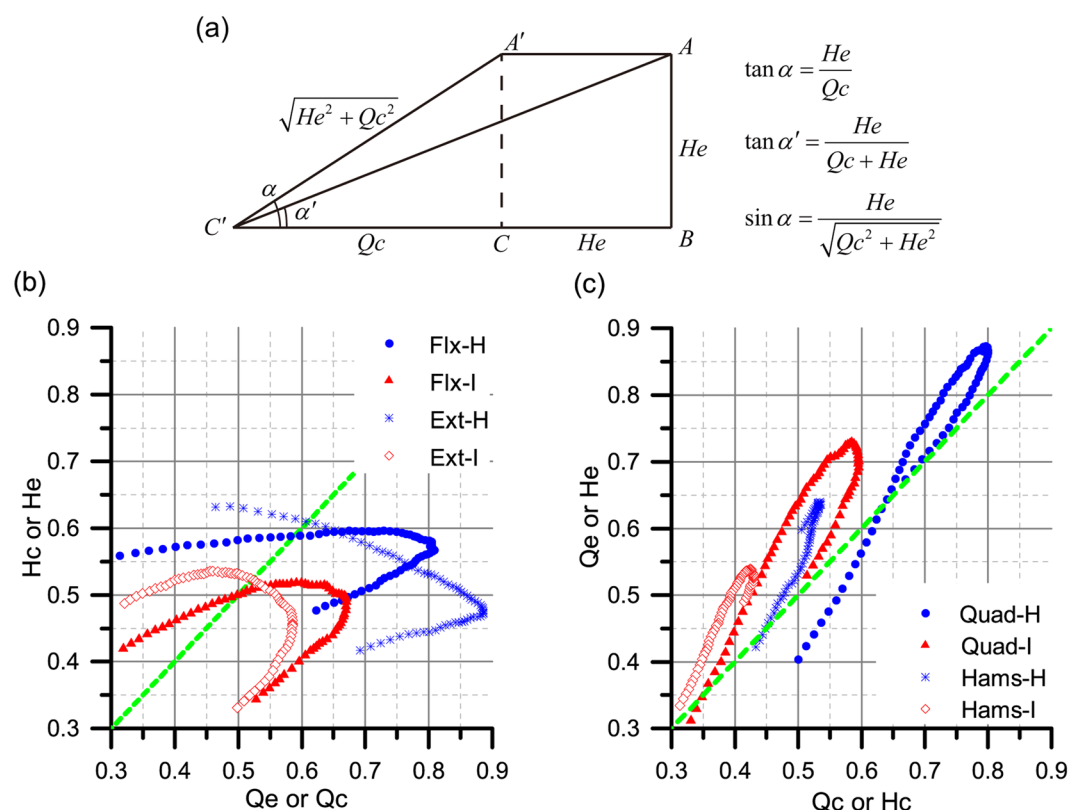 (a)
A′ A
tan α = He / Qc
√(He² + Qc²)
tan α′ = He / (Qc + He)
He
α
α′
sin α = He / √(Qc² + He²)
C′ C B
Qc He
(b) (c)
0.9
0.8
0.7
0.6
0.5
0.4
0.3
Hc or He
Flx-H
Flx-I
Ext-H
Ext-I
0.3 0.4 0.5 0.6 0.7 0.8 0.9
Qe or Qc
0.9
0.8
0.7
0.6
0.5
0.4
0.3
Qe or He
Quad-H
Quad-I
Hams-H
Hams-I
0.3 0.4 0.5 0.6 0.7 0.8 0.9
Qc or Hc